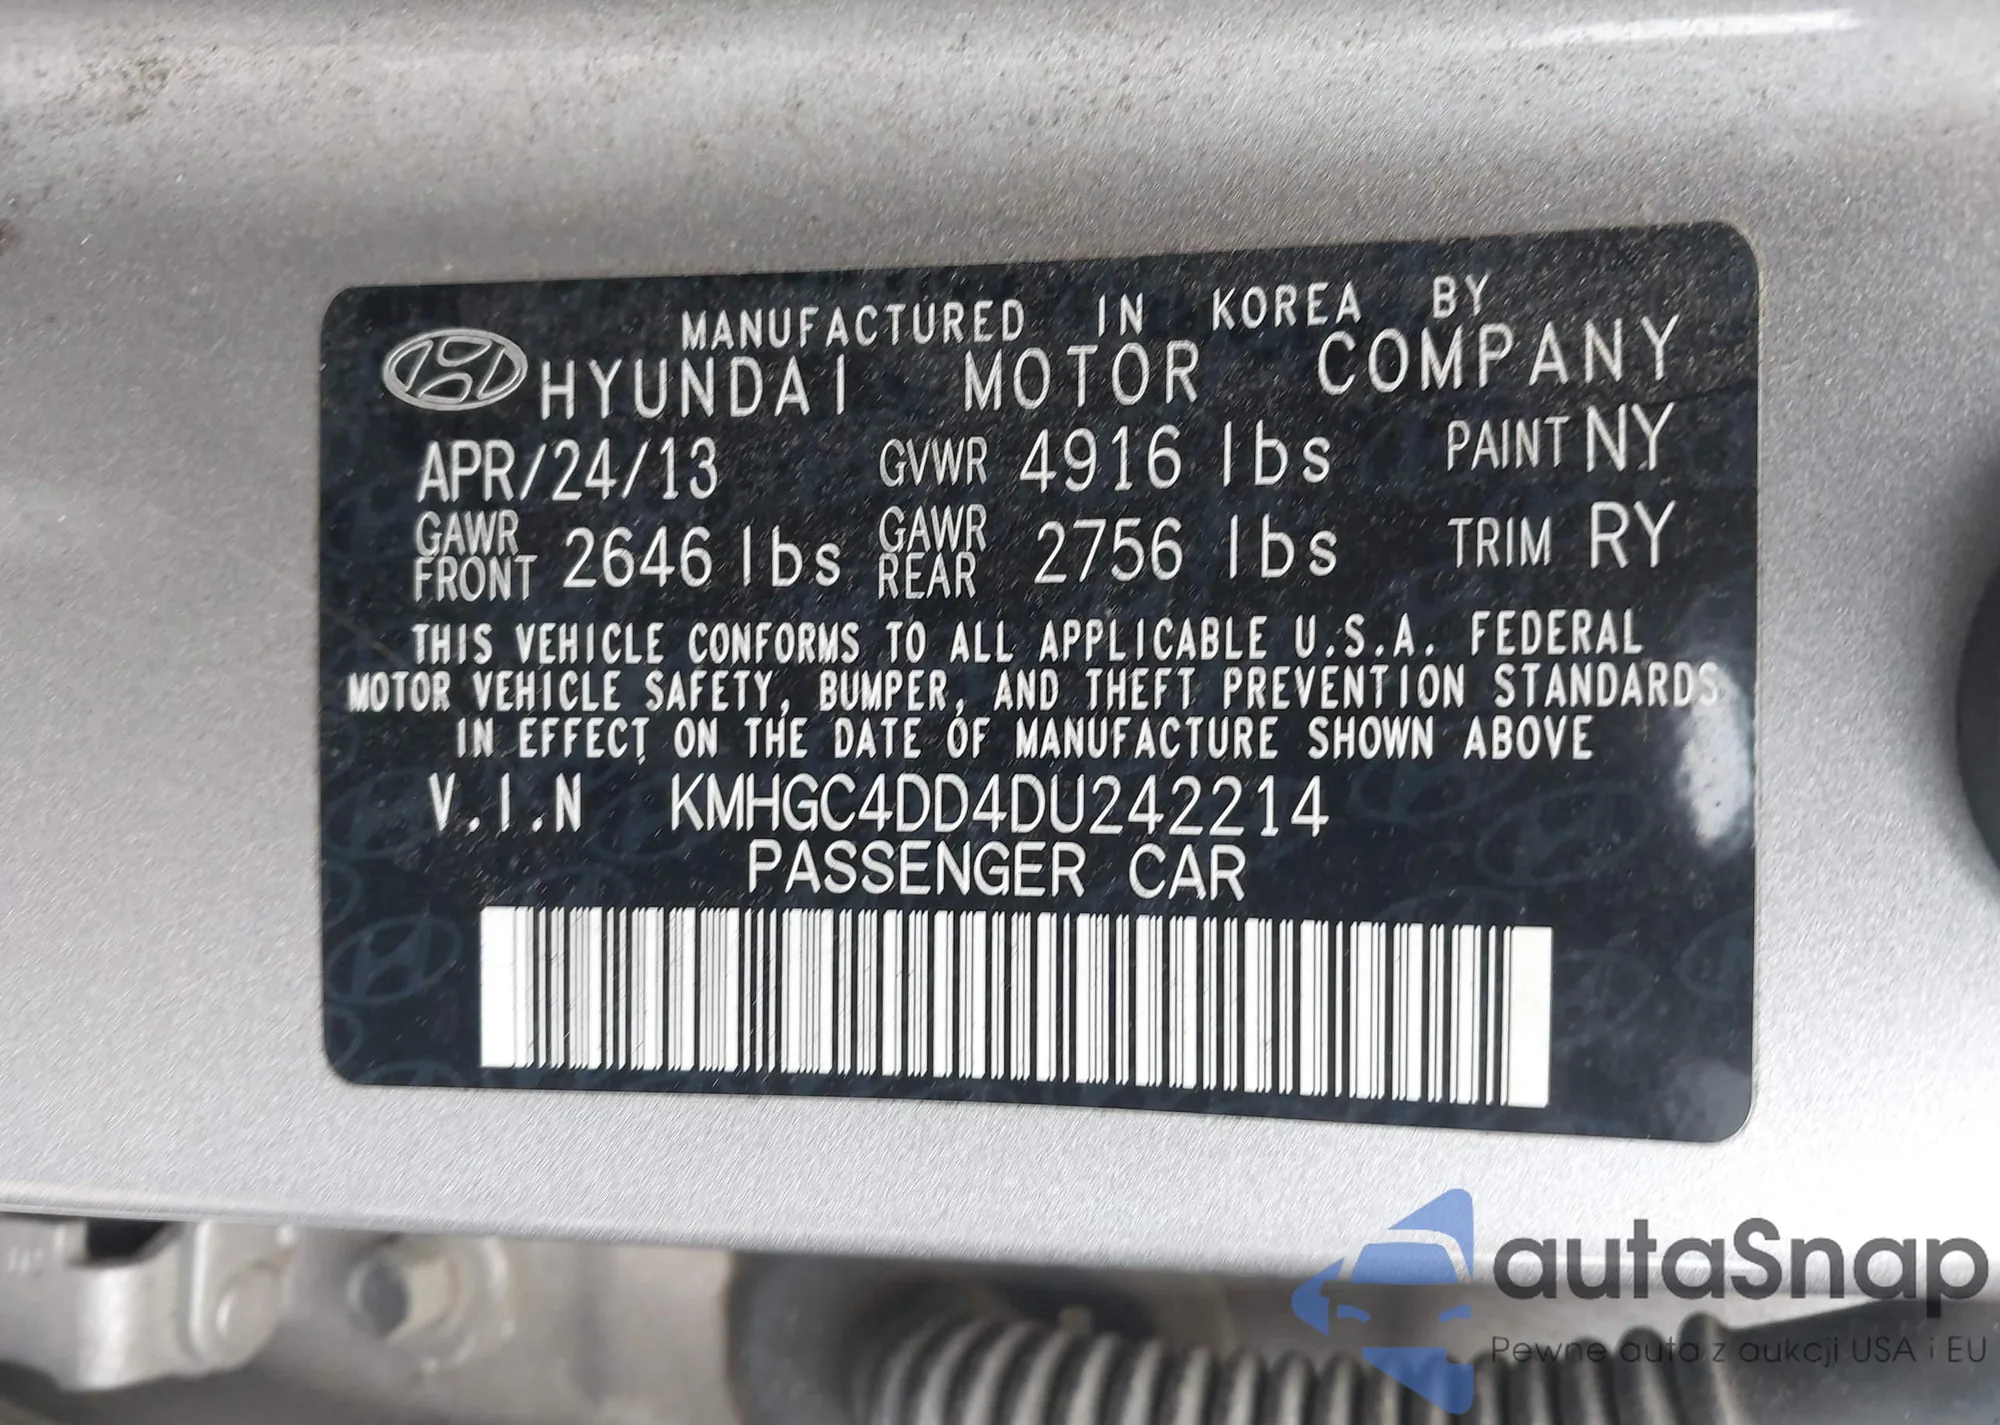 MANUFACTURED IN KOREA BY
HYUNDAI MOTOR COMPANY
APR/24/13 GVWR 4916 lbs PAINT NY
GAWR FRONT 2646 lbs GAWR REAR 2756 lbs TRIM RY
THIS VEHICLE CONFORMS TO ALL APPLICABLE U.S.A. FEDERAL
MOTOR VEHICLE SAFETY, BUMPER, AND THEFT PREVENTION STANDARDS
IN EFFECT ON THE DATE OF MANUFACTURE SHOWN ABOVE
V.I.N KMHGC4DD4DU242214
PASSENGER CAR
autaSnap
Pewne auta z aukcji USA i EU